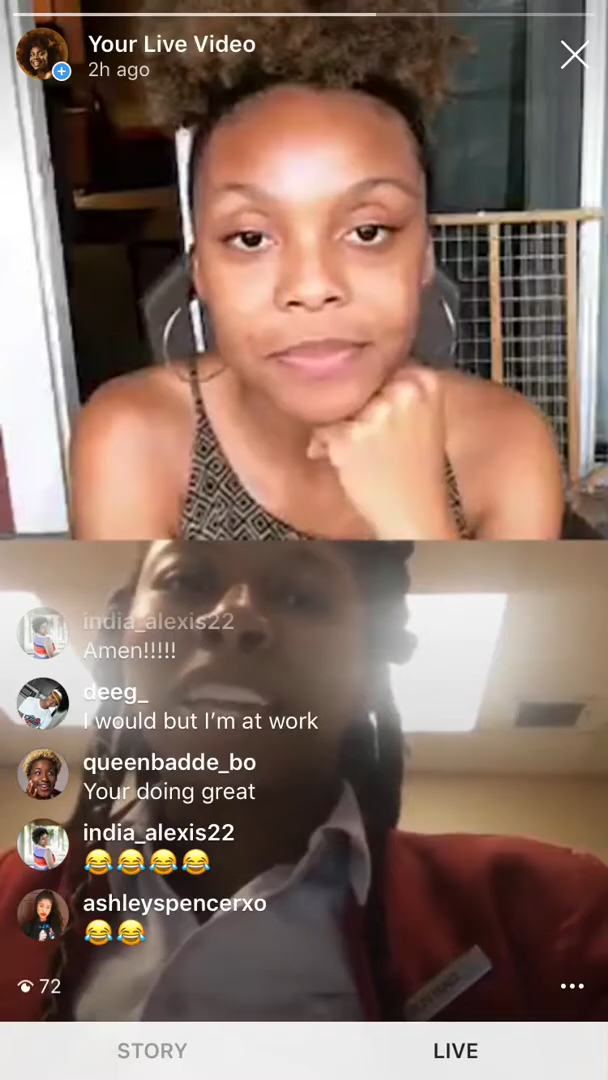 Your Live Video
2h ago
india_alexis22
Amen!!!!!
deeg_
I would but I'm at work
queenbadde_bo
Your doing great
india_alexis22
😂😂😂😂
ashleyspencerxo
😂😂
72
STORY
LIVE